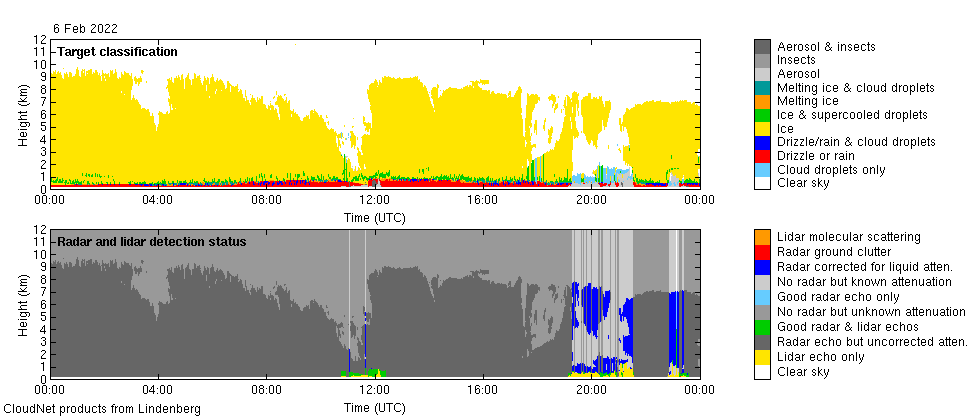 6 Feb 2022
Target classification
Height (km)
12
11
10
9
8
7
6
5
4
3
2
1
0
00:00 04:00 08:00 12:00 16:00 20:00 00:00
Time (UTC)
Aerosol & insects
Insects
Aerosol
Melting ice & cloud droplets
Melting ice
Ice & supercooled droplets
Ice
Drizzle/rain & cloud droplets
Drizzle or rain
Cloud droplets only
Clear sky
Radar and lidar detection status
Height (km)
12
11
10
9
8
7
6
5
4
3
2
1
0
00:00 04:00 08:00 12:00 16:00 20:00 00:00
Time (UTC)
Lidar molecular scattering
Radar ground clutter
Radar corrected for liquid atten.
No radar but known attenuation
Good radar echo only
No radar but unknown attenuation
Good radar & lidar echos
Radar echo but uncorrected atten.
Lidar echo only
Clear sky
CloudNet products from Lindenberg